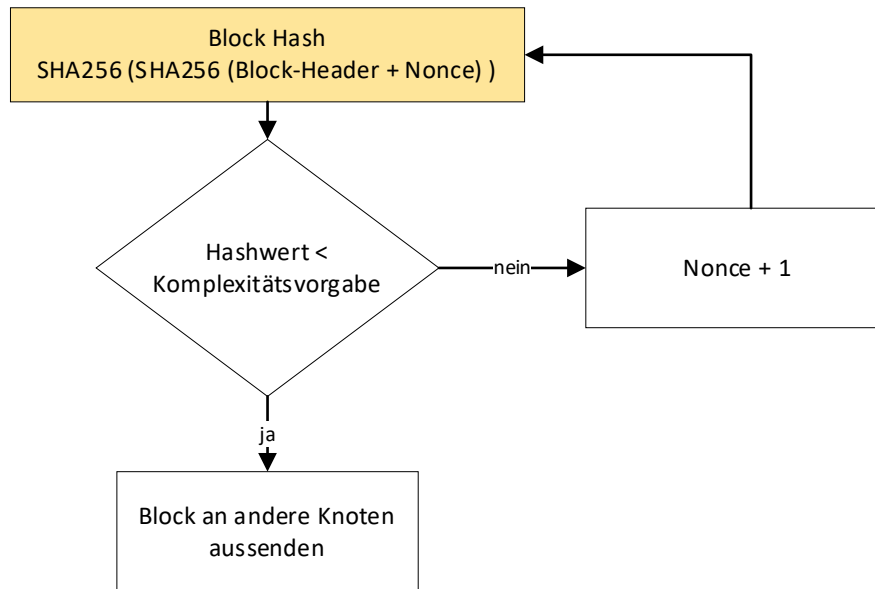 Block Hash
SHA256 (SHA256 (Block-Header + Nonce) )
Hashwert <
Komplexitätsvorgabe
nein
Nonce + 1
ja
Block an andere Knoten
aussenden